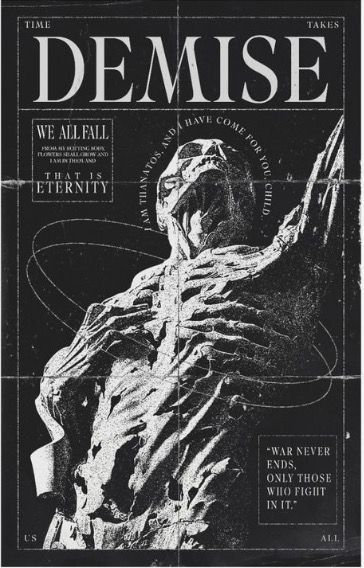 TIME TAKES
DEMISE
WE ALL FALL
FROM MY ROTTING BODY,
FLOWERS SHALL GROW AND
I AM IN THEM AND
THAT IS
ETERNITY
I AM THANATOS, AND I HAVE COME FOR YOU, CHILD
“WAR NEVER
ENDS,
ONLY THOSE
WHO FIGHT
IN IT.”
US ALL